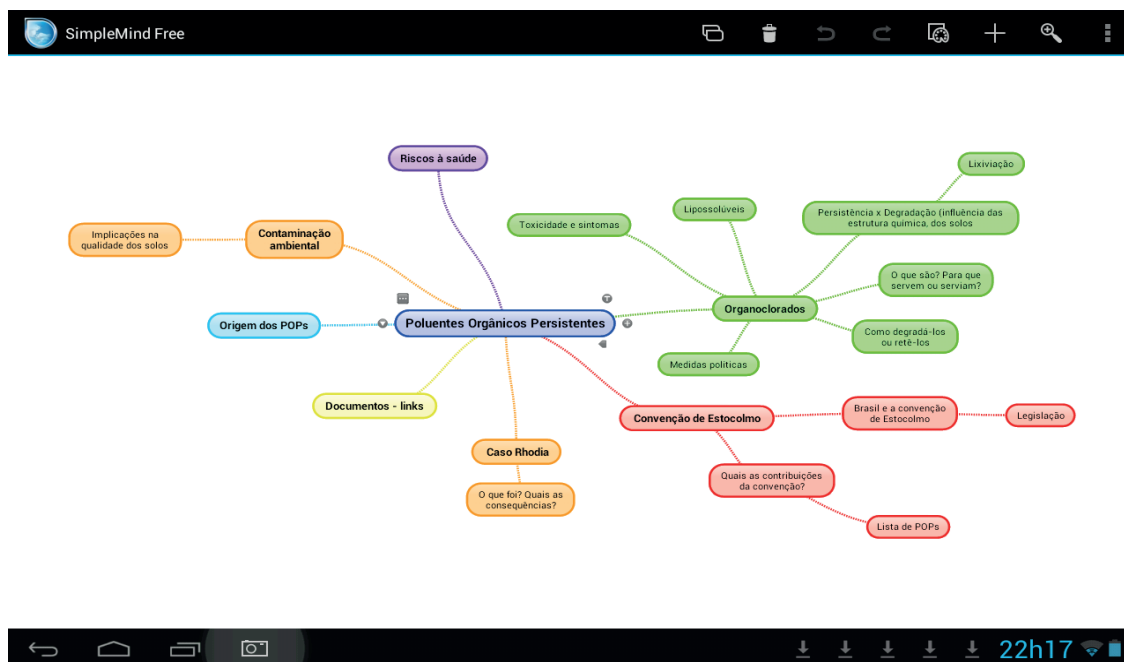 SimpleMind Free
Riscos à saúde
Contaminação
ambiental
Implicações na
qualidade dos solos
Origem dos POPs
Poluentes Orgânicos Persistentes
Documentos - links
Caso Rhodia
O que foi? Quais as
consequências?
Organoclorados
Toxicidade e sintomas
Lipossolúveis
Persistência x Degradação (influência das
estrutura quimica, dos solos
Lixiviação
O que são? Para que
servem ou serviam?
Como degradá-los
ou retê-los
Medidas políticas
Convenção de Estocolmo
Brasil e a convenção
de Estocolmo
Legislação
Quais as contribuições
da convenção?
Lista de POPs
22h17